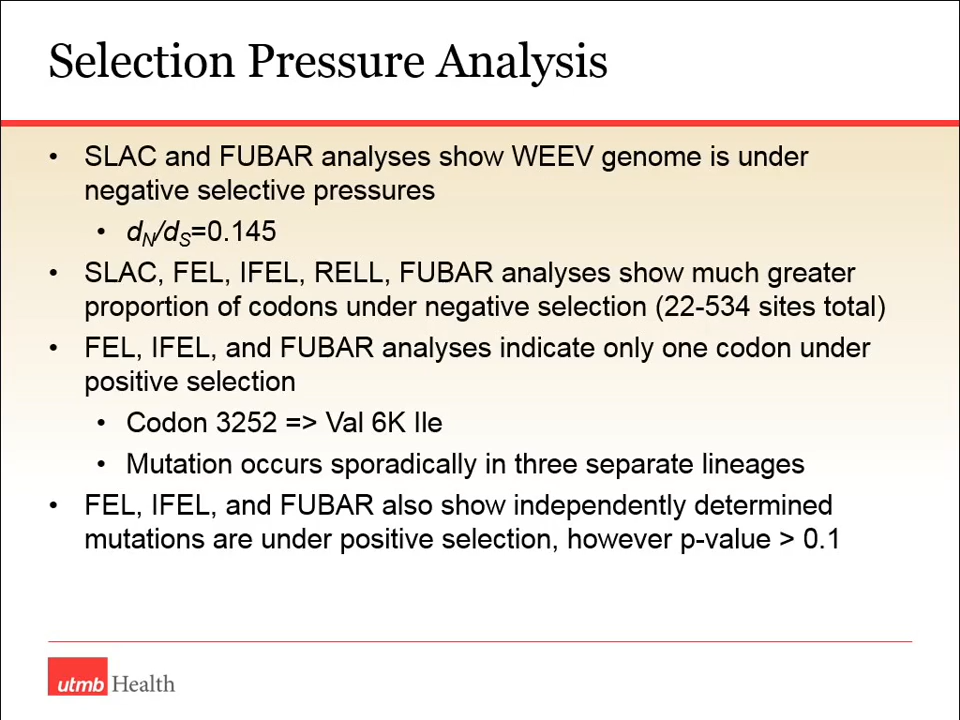 Selection Pressure Analysis
• SLAC and FUBAR analyses show WEEV genome is under
negative selective pressures
• dN/dS=0.145
• SLAC, FEL, IFEL, RELL, FUBAR analyses show much greater
proportion of codons under negative selection (22-534 sites total)
• FEL, IFEL, and FUBAR analyses indicate only one codon under
positive selection
• Codon 3252 => Val 6K Ile
• Mutation occurs sporadically in three separate lineages
• FEL, IFEL, and FUBAR also show independently determined
mutations are under positive selection, however p-value > 0.1
utmb Health